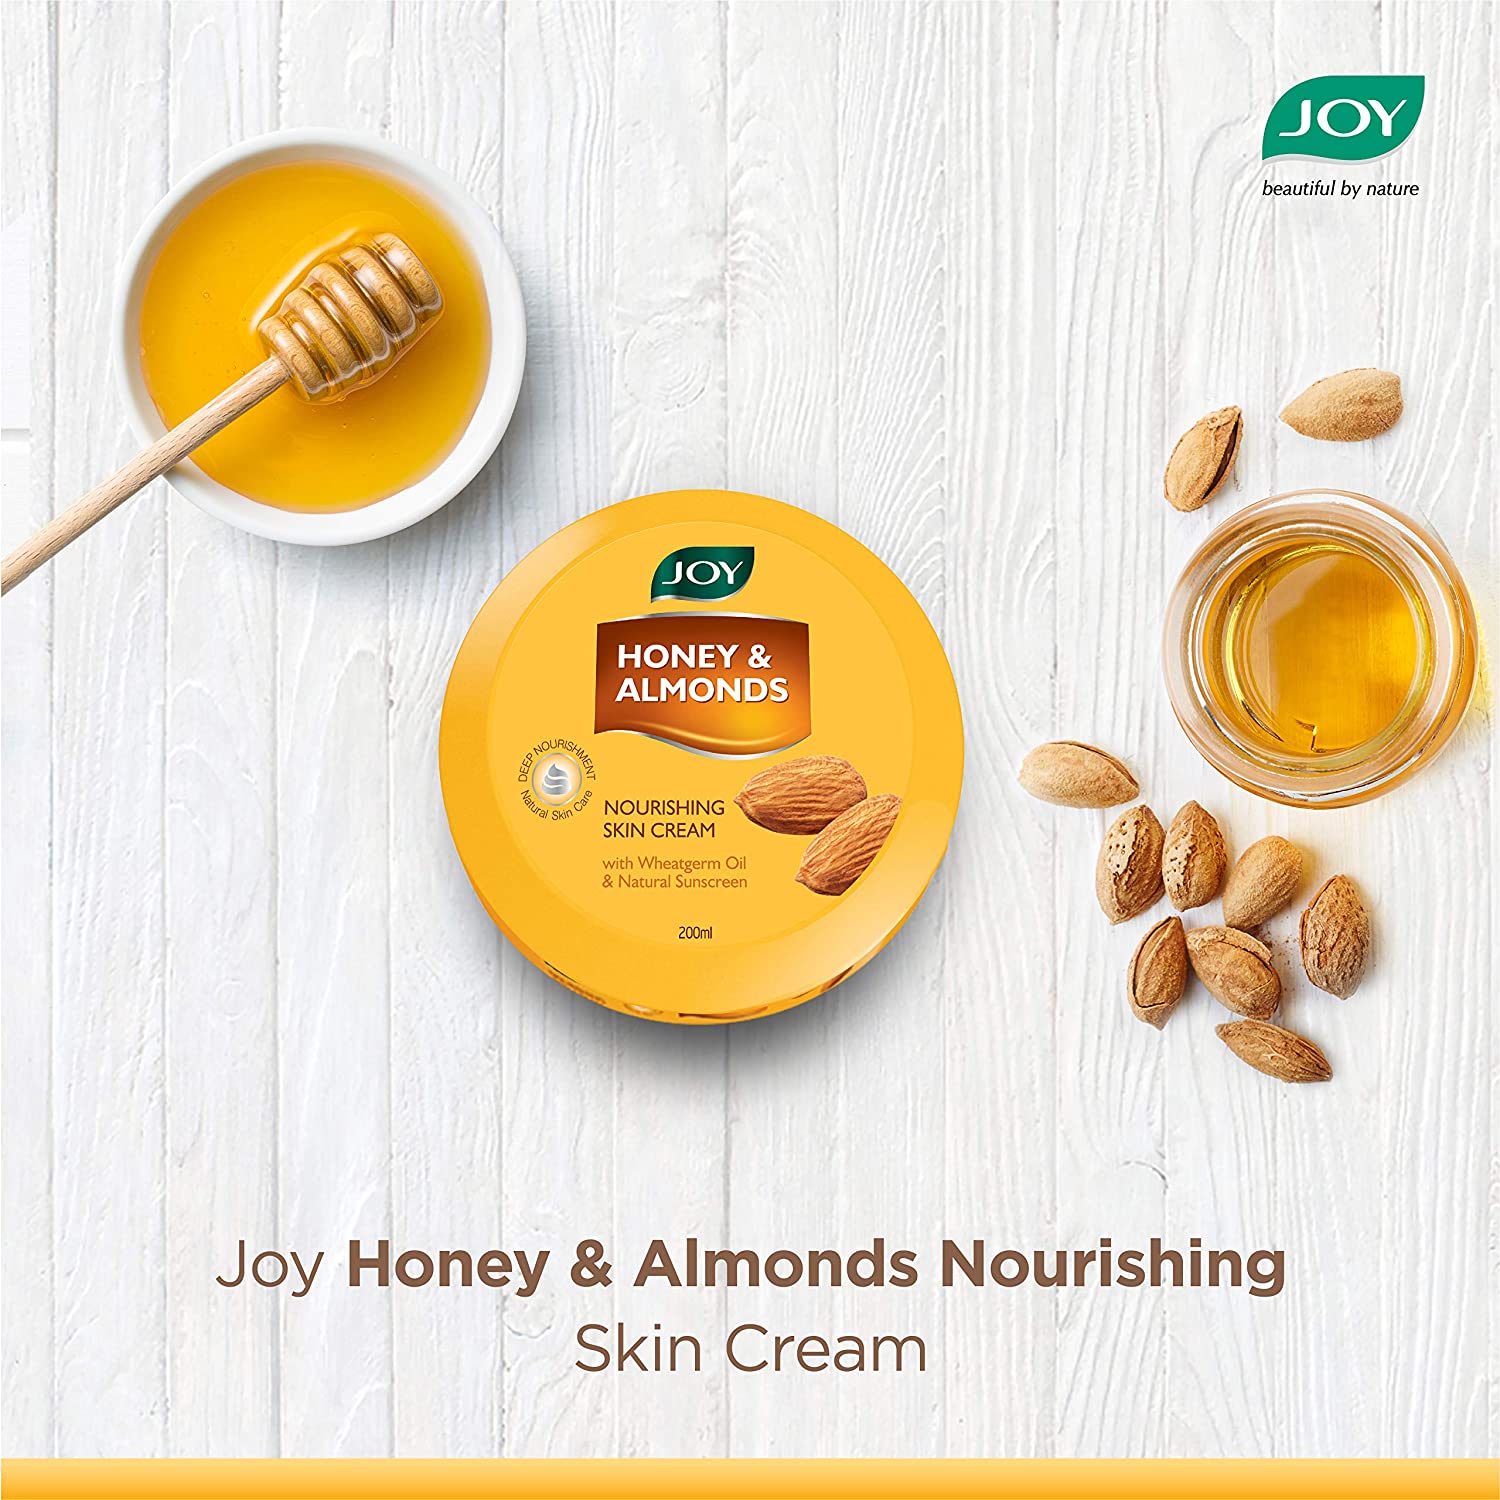 JOY
beautiful by nature
JOY
HONEY &
ALMONDS
DEEP NOURISHMENT
Natural Skin Care
NOURISHING
SKIN CREAM
with Wheatgerm Oil
& Natural Sunscreen
200ml
Joy Honey & Almonds Nourishing
Skin Cream